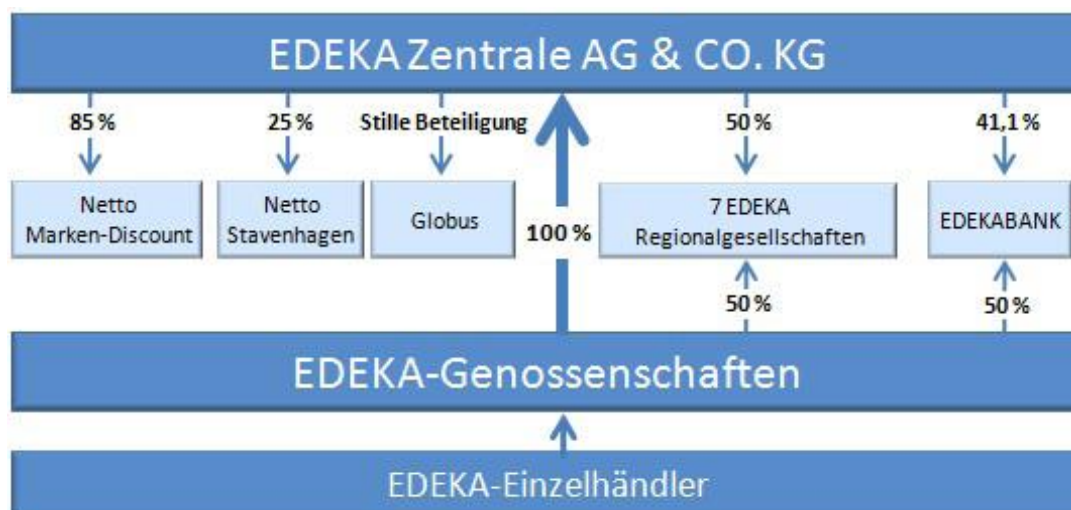 EDEKA Zentrale AG & CO. KG
85 %
25 %
Stille Beteiligung
50 %
41,1 %
Netto
Marken-Discount
Netto
Stavenhagen
Globus
100 %
7 EDEKA
Regionalgesellschaften
EDEKABANK
50 %
50 %
EDEKA-Genossenschaften
EDEKA-Einzelhändler